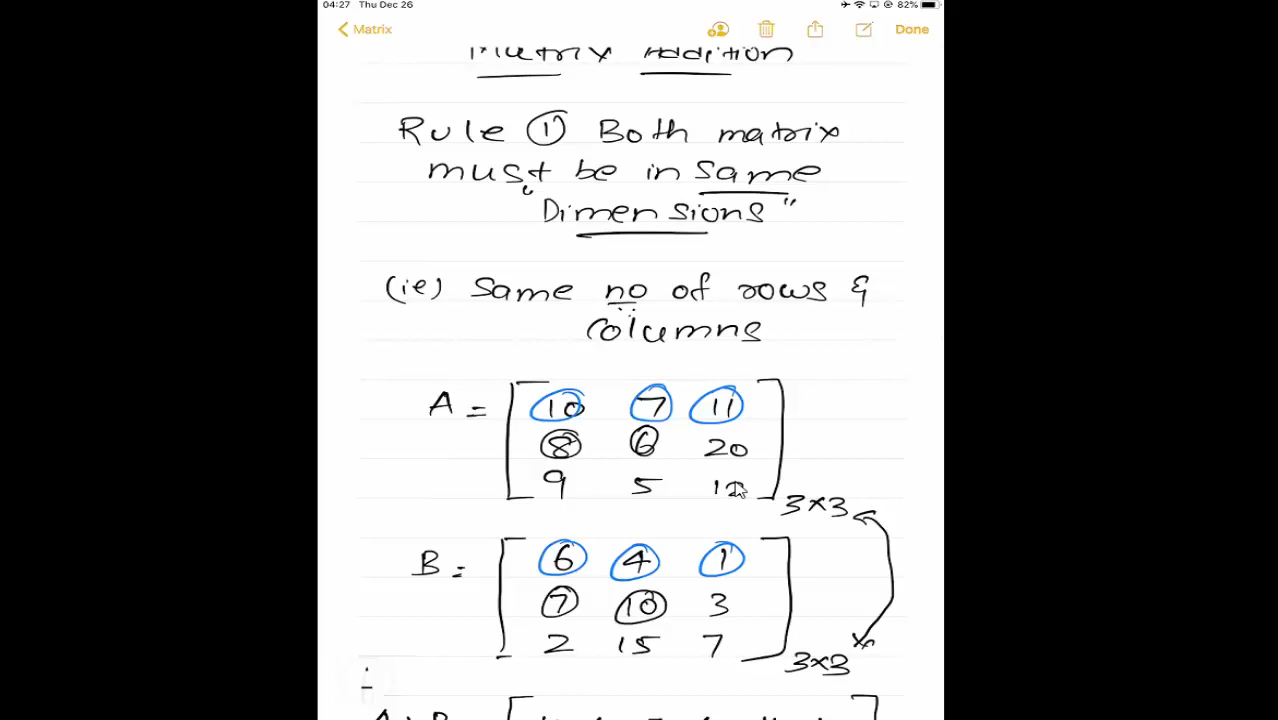 04:27 Thu Dec 26 82%
Matrix Done
Matrix Addition
Rule ① Both matrix
must be in same
"Dimensions"
(ie) Same no of rows &
columns
A = [ 10 7 11
8 6 20
9 5 ] 3×3
B = [ 6 4 1
7 10 3
2 15 7 ] 3×3
A+B = [